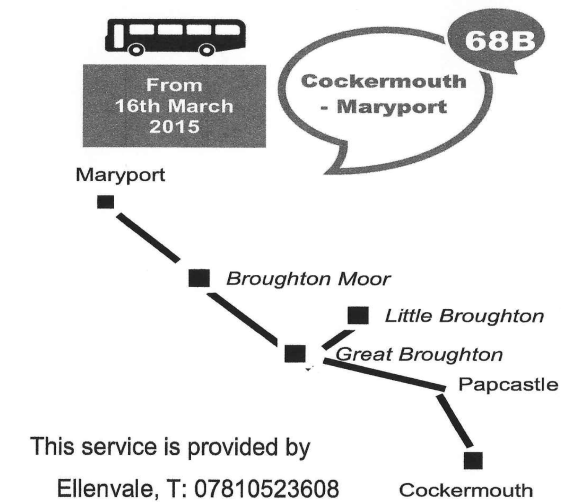 68B
From
16th March
2015
Cockermouth
- Maryport
Maryport
Broughton Moor
Little Broughton
Great Broughton
Papcastle
Cockermouth
This service is provided by
Ellenvale, T: 07810523608